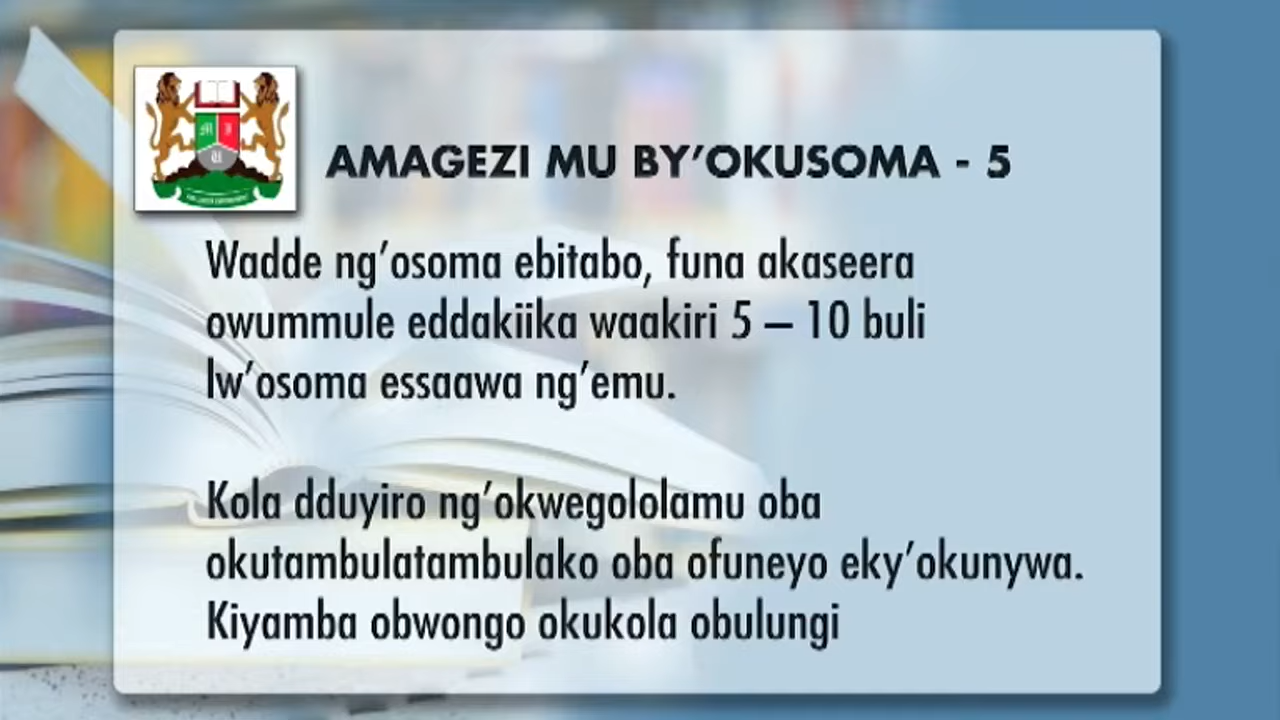 AMAGEZI MU BY’OKUSOMA - 5
Wadde ng’osoma ebitabo, funa akaseera
owummule eddakiika waakiri 5 – 10 buli
lw’osoma essaawa ng’emu.
Kola dduyiro ng’okwegololamu oba
okutambulatambulako oba ofuneyo eky’okunywa.
Kiyamba obwongo okukola obulungi